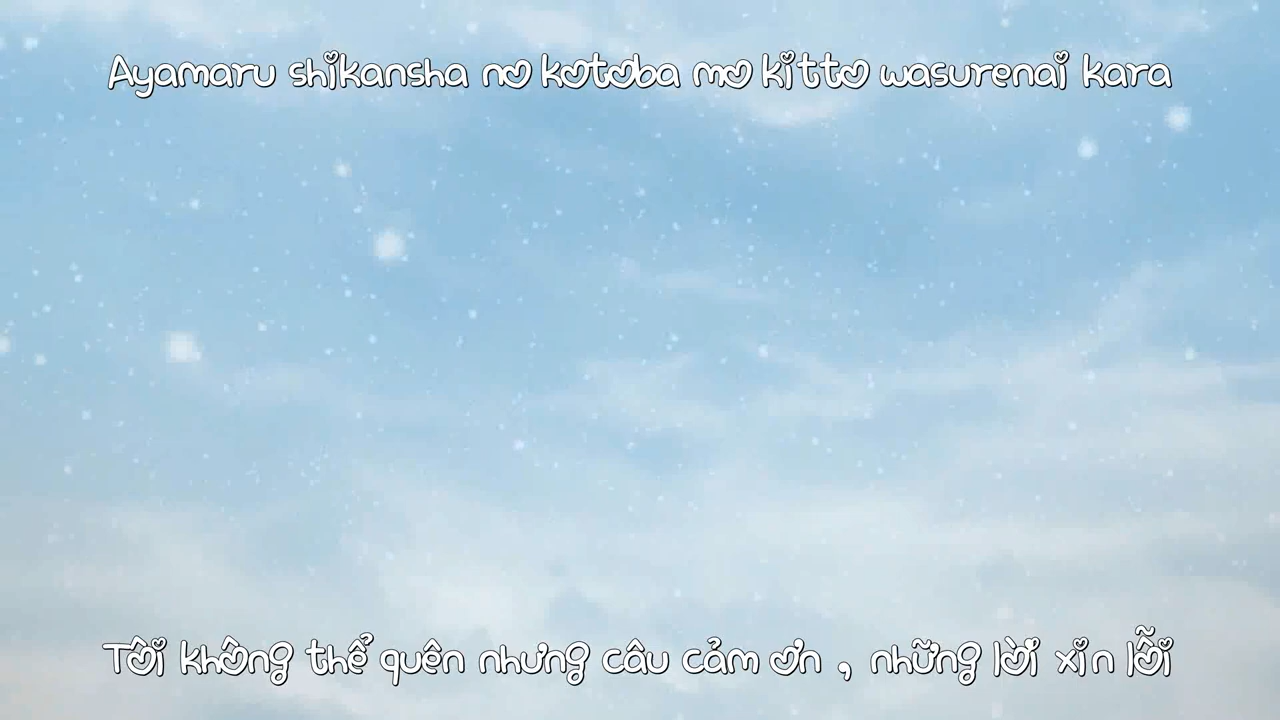 Ayamaru shikansha no kotoba mo kitto wasurenai kara
Tôi không thể quên nhưng câu cảm ơn , những lời xin lỗi